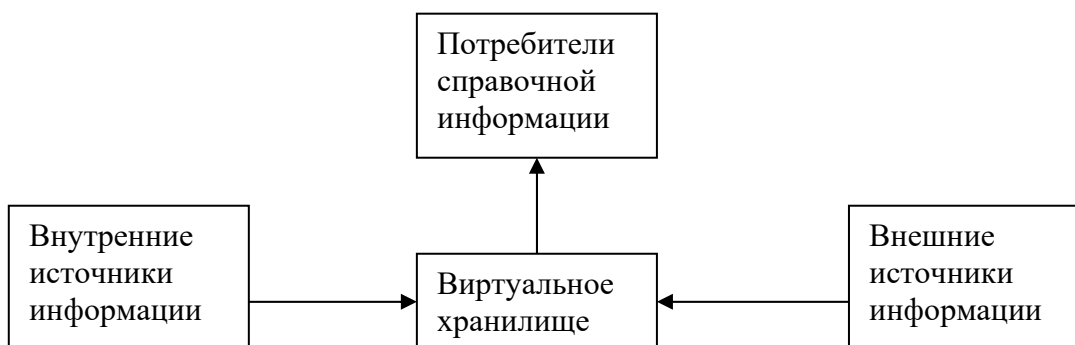 Потребители
справочной
информации
Внутренние
источники
информации
Виртуальное
хранилище
Внешние
источники
информации